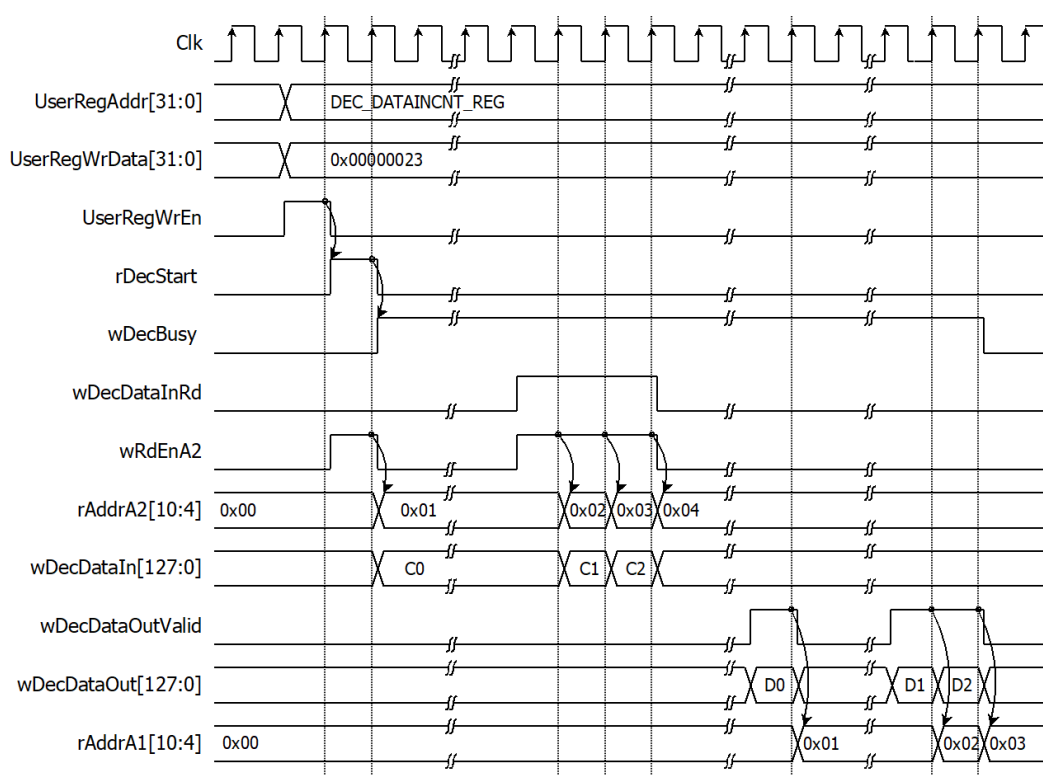 Clk
UserRegAddr[31:0] DEC_DATAINCNT_REG
UserRegWrData[31:0] 0x00000023
UserRegWrEn
rDecStart
wDecBusy
wDecDataInRd
wRdEnA2
rAddrA2[10:4] 0x00 0x01 0x02 0x03 0x04
wDecDataIn[127:0] C0 C1 C2
wDecDataOutValid
wDecDataOut[127:0] D0 D1 D2
rAddrA1[10:4] 0x00 0x01 0x02 0x03